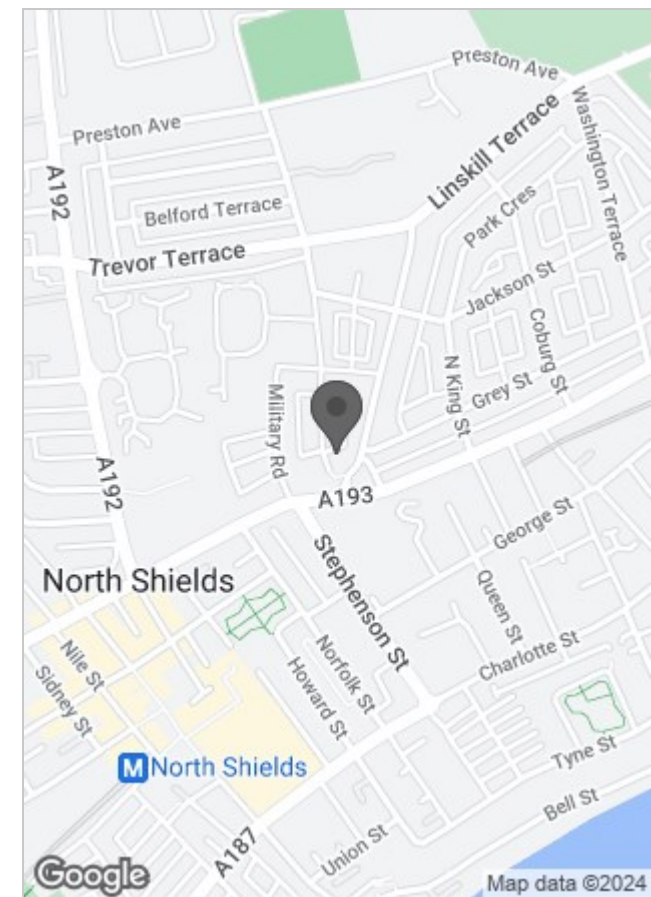 Preston Ave
Preston Ave
A192
Linskill Terrace
Washington Terrace
Belford Terrace
Park Cres
Trevor Terrace
Jackson St
Coburg St
N King St
Military Rd
Grey St
A192
A193
George St
North Shields
Stephenson St
Queen St
Nile St
Norfolk St
Charlotte St
Sidney St
Howard St
M North Shields
Tyne St
Bell St
A187
Union St
Google
Map data ©2024